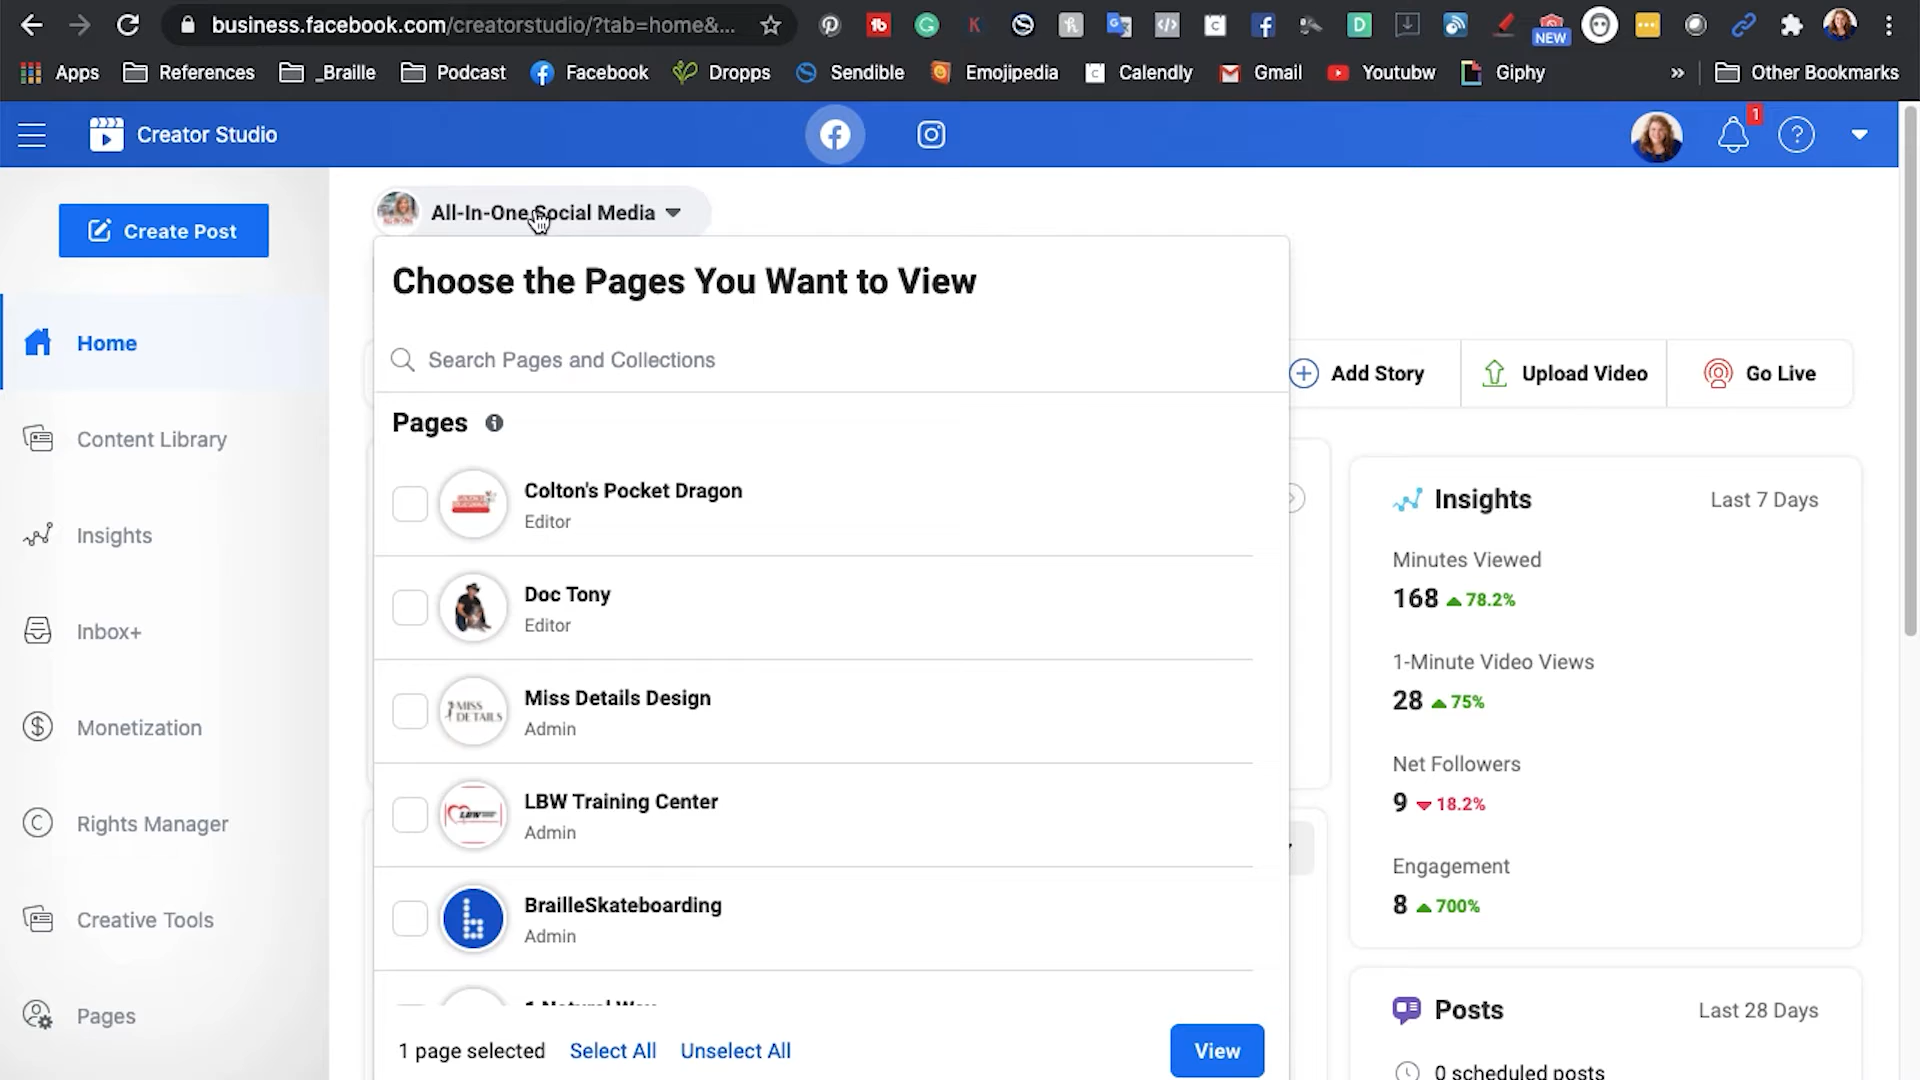 business.facebook.com/creatorstudio/?tab=home&...
NEW
Apps References _Braille Podcast Facebook Dropps Sendible Emojipedia Calendly Gmail Youtubw Giphy » Other Bookmarks
Creator Studio
1
All-In-One Social Media
Create Post
Choose the Pages You Want to View
Search Pages and Collections
Add Story
Upload Video
Go Live
Home
Content Library
Insights
Inbox+
Monetization
Rights Manager
Creative Tools
Pages
Pages
Colton's Pocket Dragon
Editor
Doc Tony
Editor
MISS DETAILS
Miss Details Design
Admin
LBW
LBW Training Center
Admin
BrailleSkateboarding
Admin
1 page selected Select All Unselect All View
Insights Last 7 Days
Minutes Viewed
168 78.2%
1-Minute Video Views
28 75%
Net Followers
9 18.2%
Engagement
8 700%
Posts Last 28 Days
0 scheduled posts